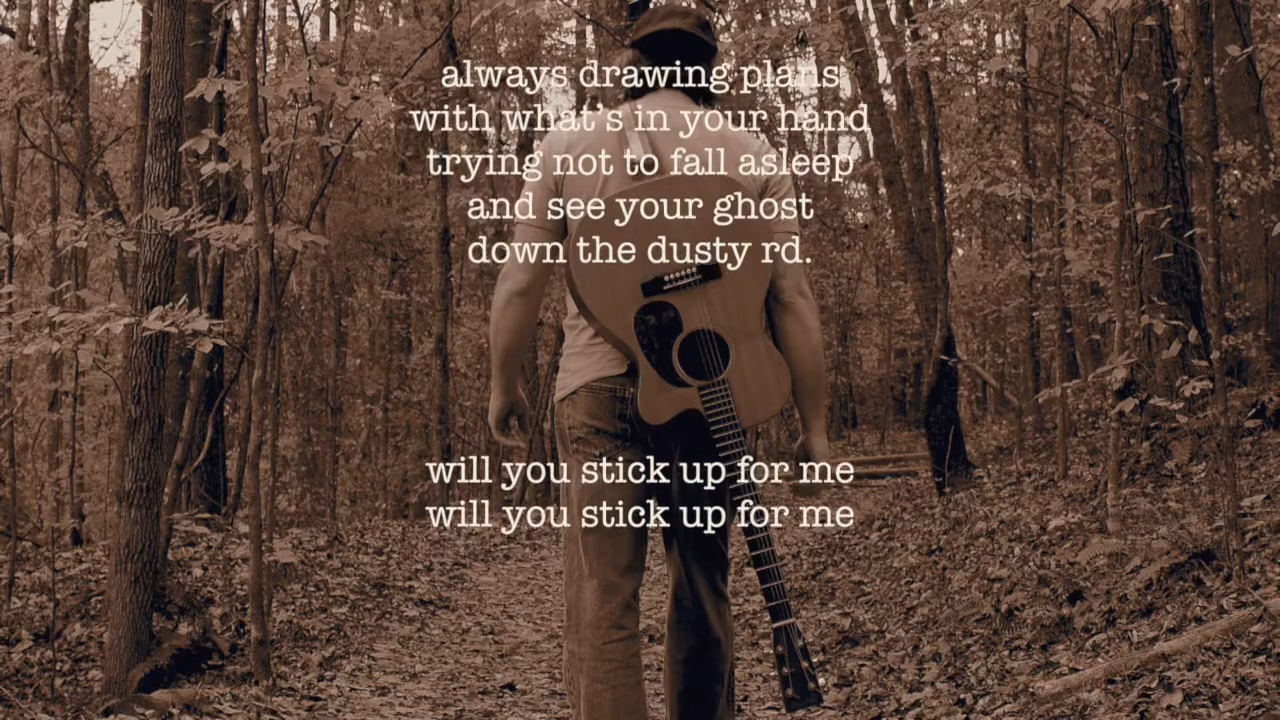 always drawing plans
with what's in your hand
trying not to fall asleep
and see your ghost
down the dusty rd.
will you stick up for me
will you stick up for me